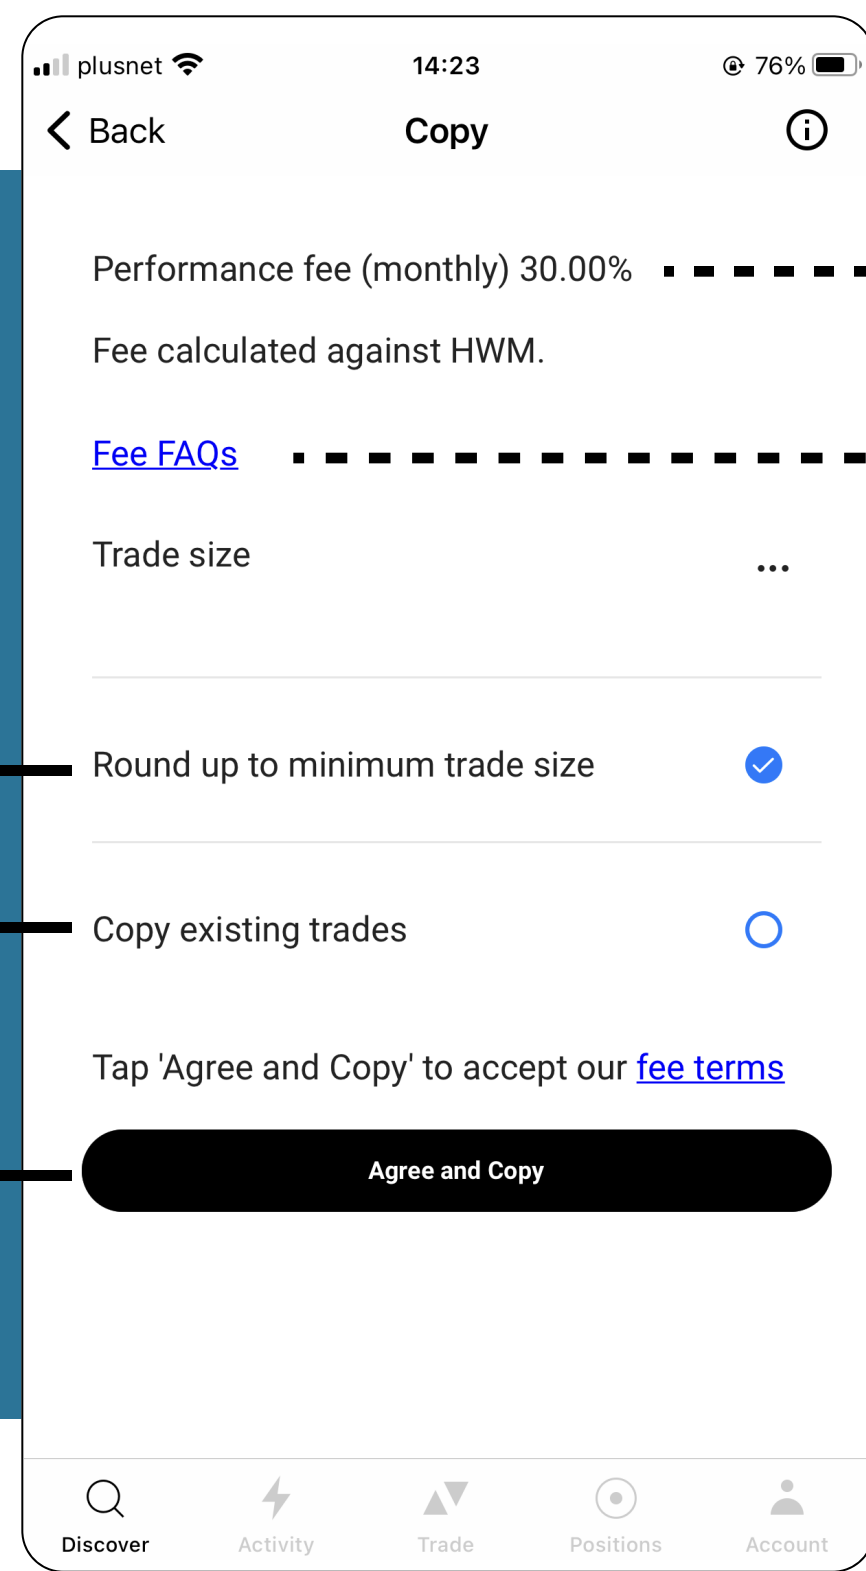 plusnet 14:23 76%
Back Copy
Performance fee (monthly) 30.00%
Fee calculated against HWM.
Fee FAQs
Trade size ...
Round up to minimum trade size
Copy existing trades
Tap 'Agree and Copy' to accept our fee terms
Agree and Copy
Discover Activity Trade Positions Account